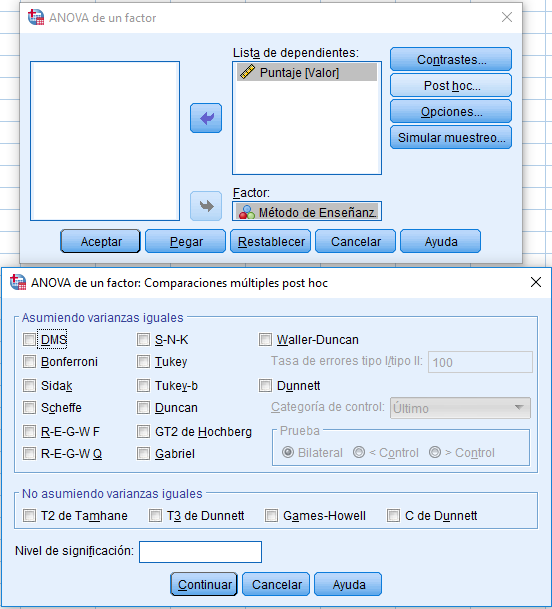 ANOVA de un factor
Lista de dependientes:
Puntaje [Valor]
Contrastes...
Post hoc...
Opciones...
Simular muestreo...
Factor:
Método de Enseñanz.
Aceptar Pegar Restablecer Cancelar Ayuda
ANOVA de un factor: Comparaciones múltiples post hoc
Asumiendo varianzas iguales
DMS S-N-K Waller-Duncan
Bonferroni Tukey Tasa de errores tipo I/tipo II: 100
Sidak Tukey-b Dunnett
Scheffe Duncan Categoría de control: Último
R-E-G-W F GT2 de Hochberg Prueba
R-E-G-W Q Gabriel Bilateral < Control > Control
No asumiendo varianzas iguales
T2 de Tamhane T3 de Dunnett Games-Howell C de Dunnett
Nivel de significación:
Continuar Cancelar Ayuda